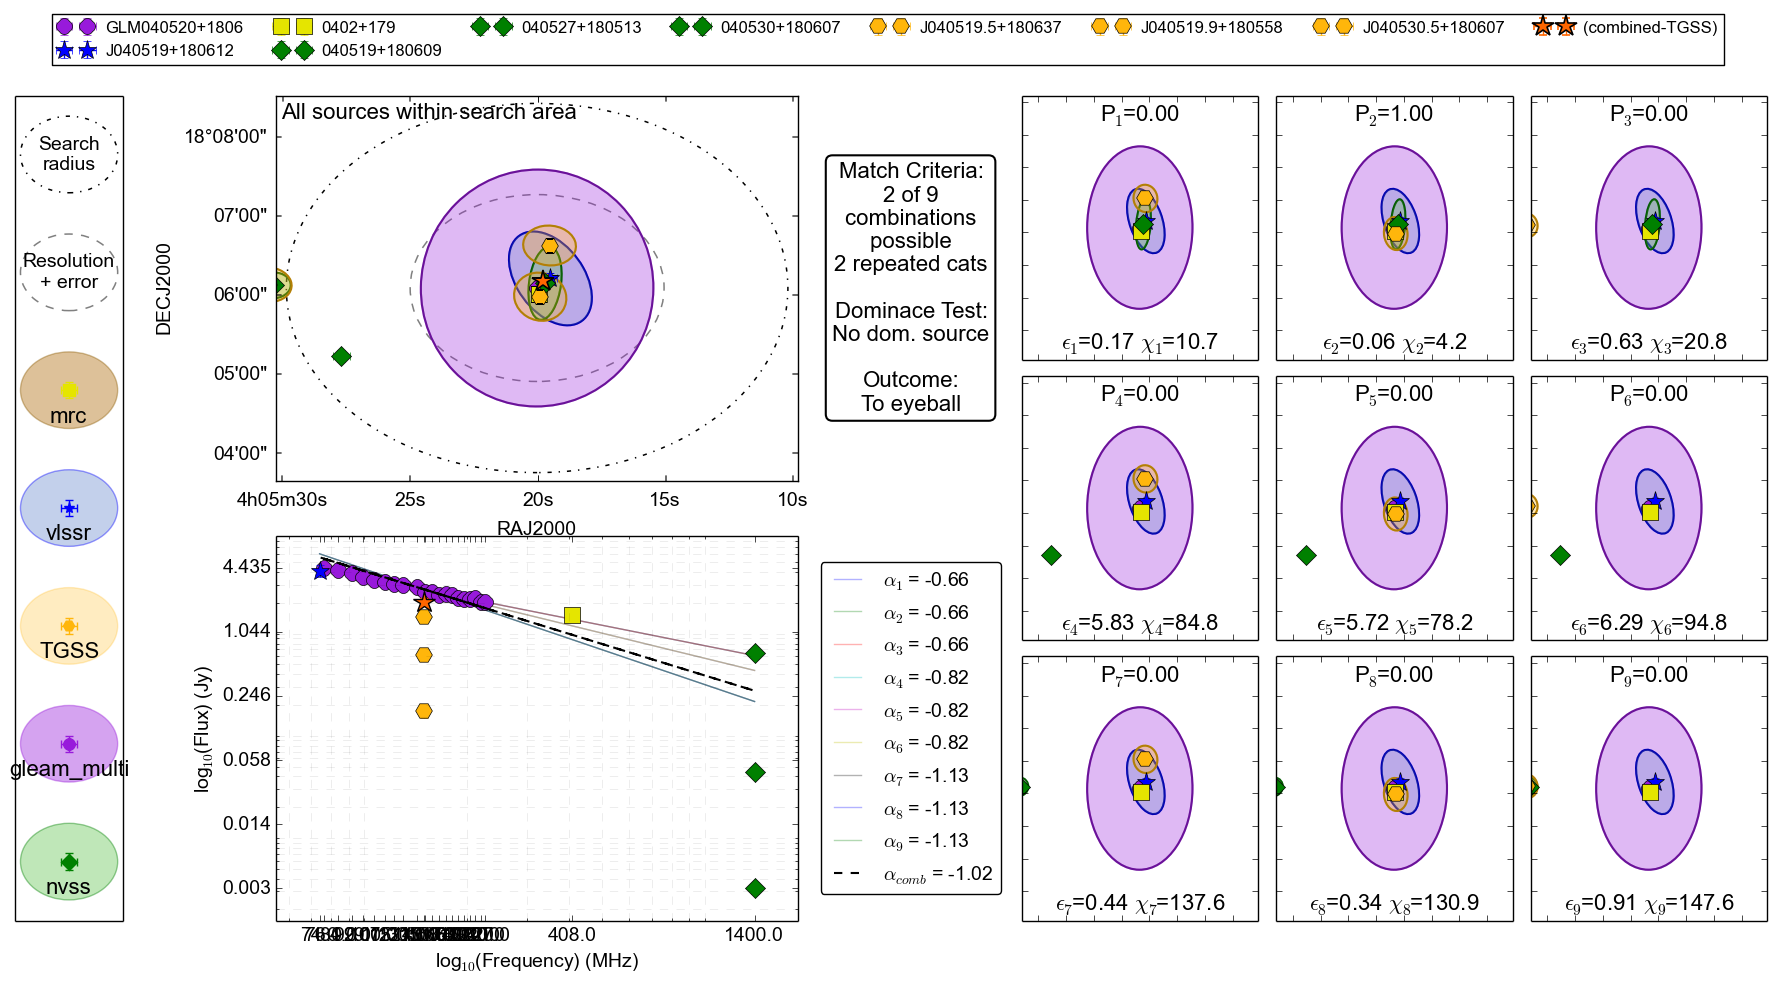 GLM040520+1806 0402+179 040527+180513 040530+180607 J040519.5+180637 J040519.9+180558 J040530.5+180607 (combined-TGSS)
J040519+180612 040519+180609
Search
radius
Resolution
+ error
mrc
vlssr
TGSS
gleam_multi
nvss
All sources within search area
DECJ2000
18°08'00"
07'00"
06'00"
05'00"
04'00"
4h05m30s 25s 20s 15s 10s
RAJ2000
Match Criteria:
2 of 9
combinations
possible
2 repeated cats
Dominace Test:
No dom. source
Outcome:
To eyeball
log₁₀(Flux) (Jy)
4.435
1.044
0.246
0.058
0.014
0.003
408.0 1400.0
log₁₀(Frequency) (MHz)
α₁ = -0.66
α₂ = -0.66
α₃ = -0.66
α₄ = -0.82
α₅ = -0.82
α₆ = -0.82
α₇ = -1.13
α₈ = -1.13
α₉ = -1.13
α_comb = -1.02
P₁=0.00
ϵ₁=0.17 χ₁=10.7
P₂=1.00
ϵ₂=0.06 χ₂=4.2
P₃=0.00
ϵ₃=0.63 χ₃=20.8
P₄=0.00
ϵ₄=5.83 χ₄=84.8
P₅=0.00
ϵ₅=5.72 χ₅=78.2
P₆=0.00
ϵ₆=6.29 χ₆=94.8
P₇=0.00
ϵ₇=0.44 χ₇=137.6
P₈=0.00
ϵ₈=0.34 χ₈=130.9
P₉=0.00
ϵ₉=0.91 χ₉=147.6